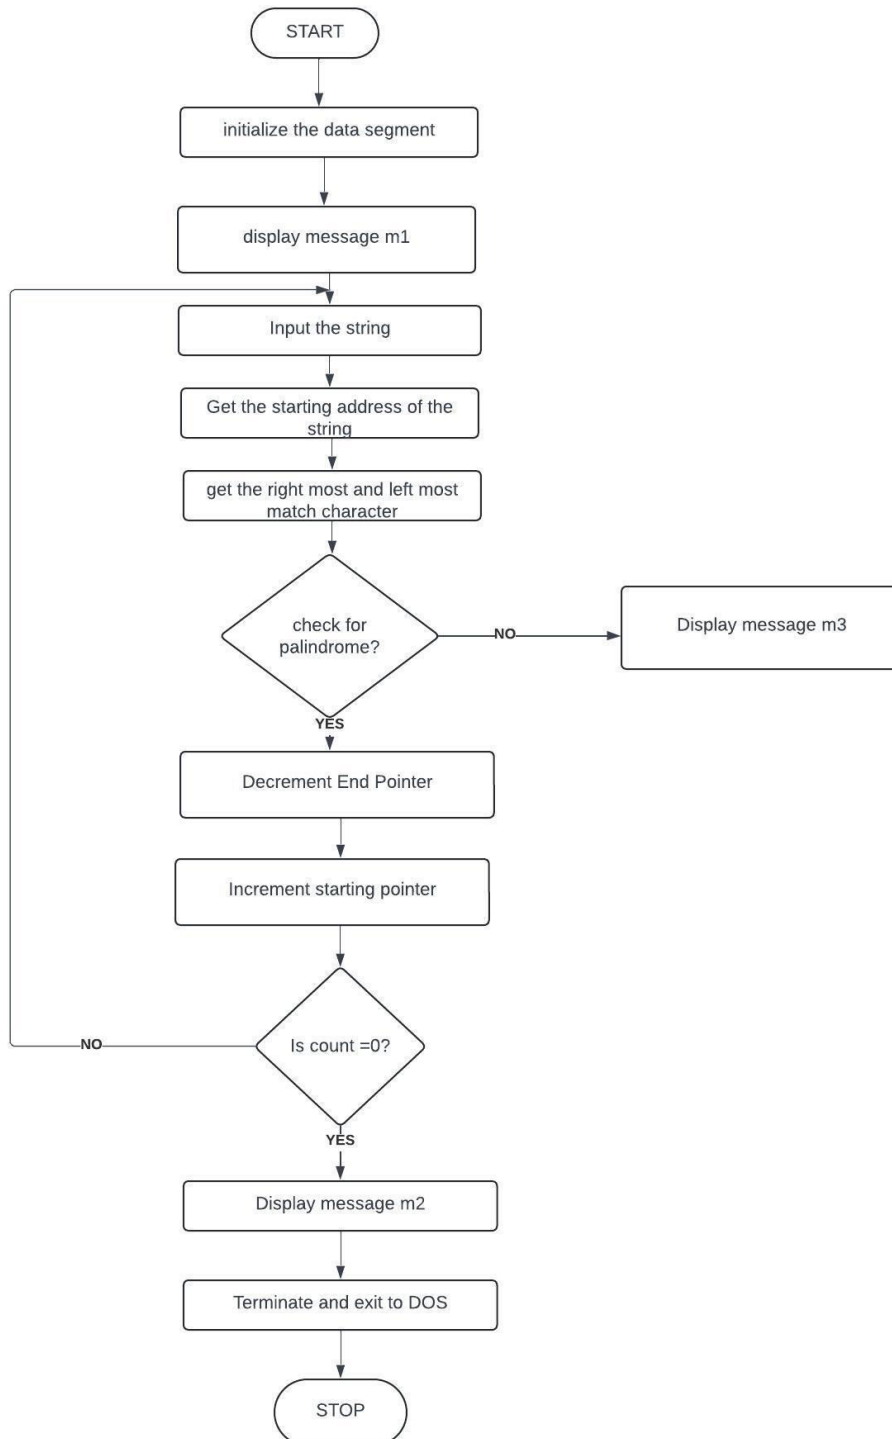 START
initialize the data segment
display message m1
Input the string
Get the starting address of the
string
get the right most and left most
match character
check for
palindrome?
NO
Display message m3
YES
Decrement End Pointer
Increment starting pointer
Is count =0?
NO
YES
Display message m2
Terminate and exit to DOS
STOP